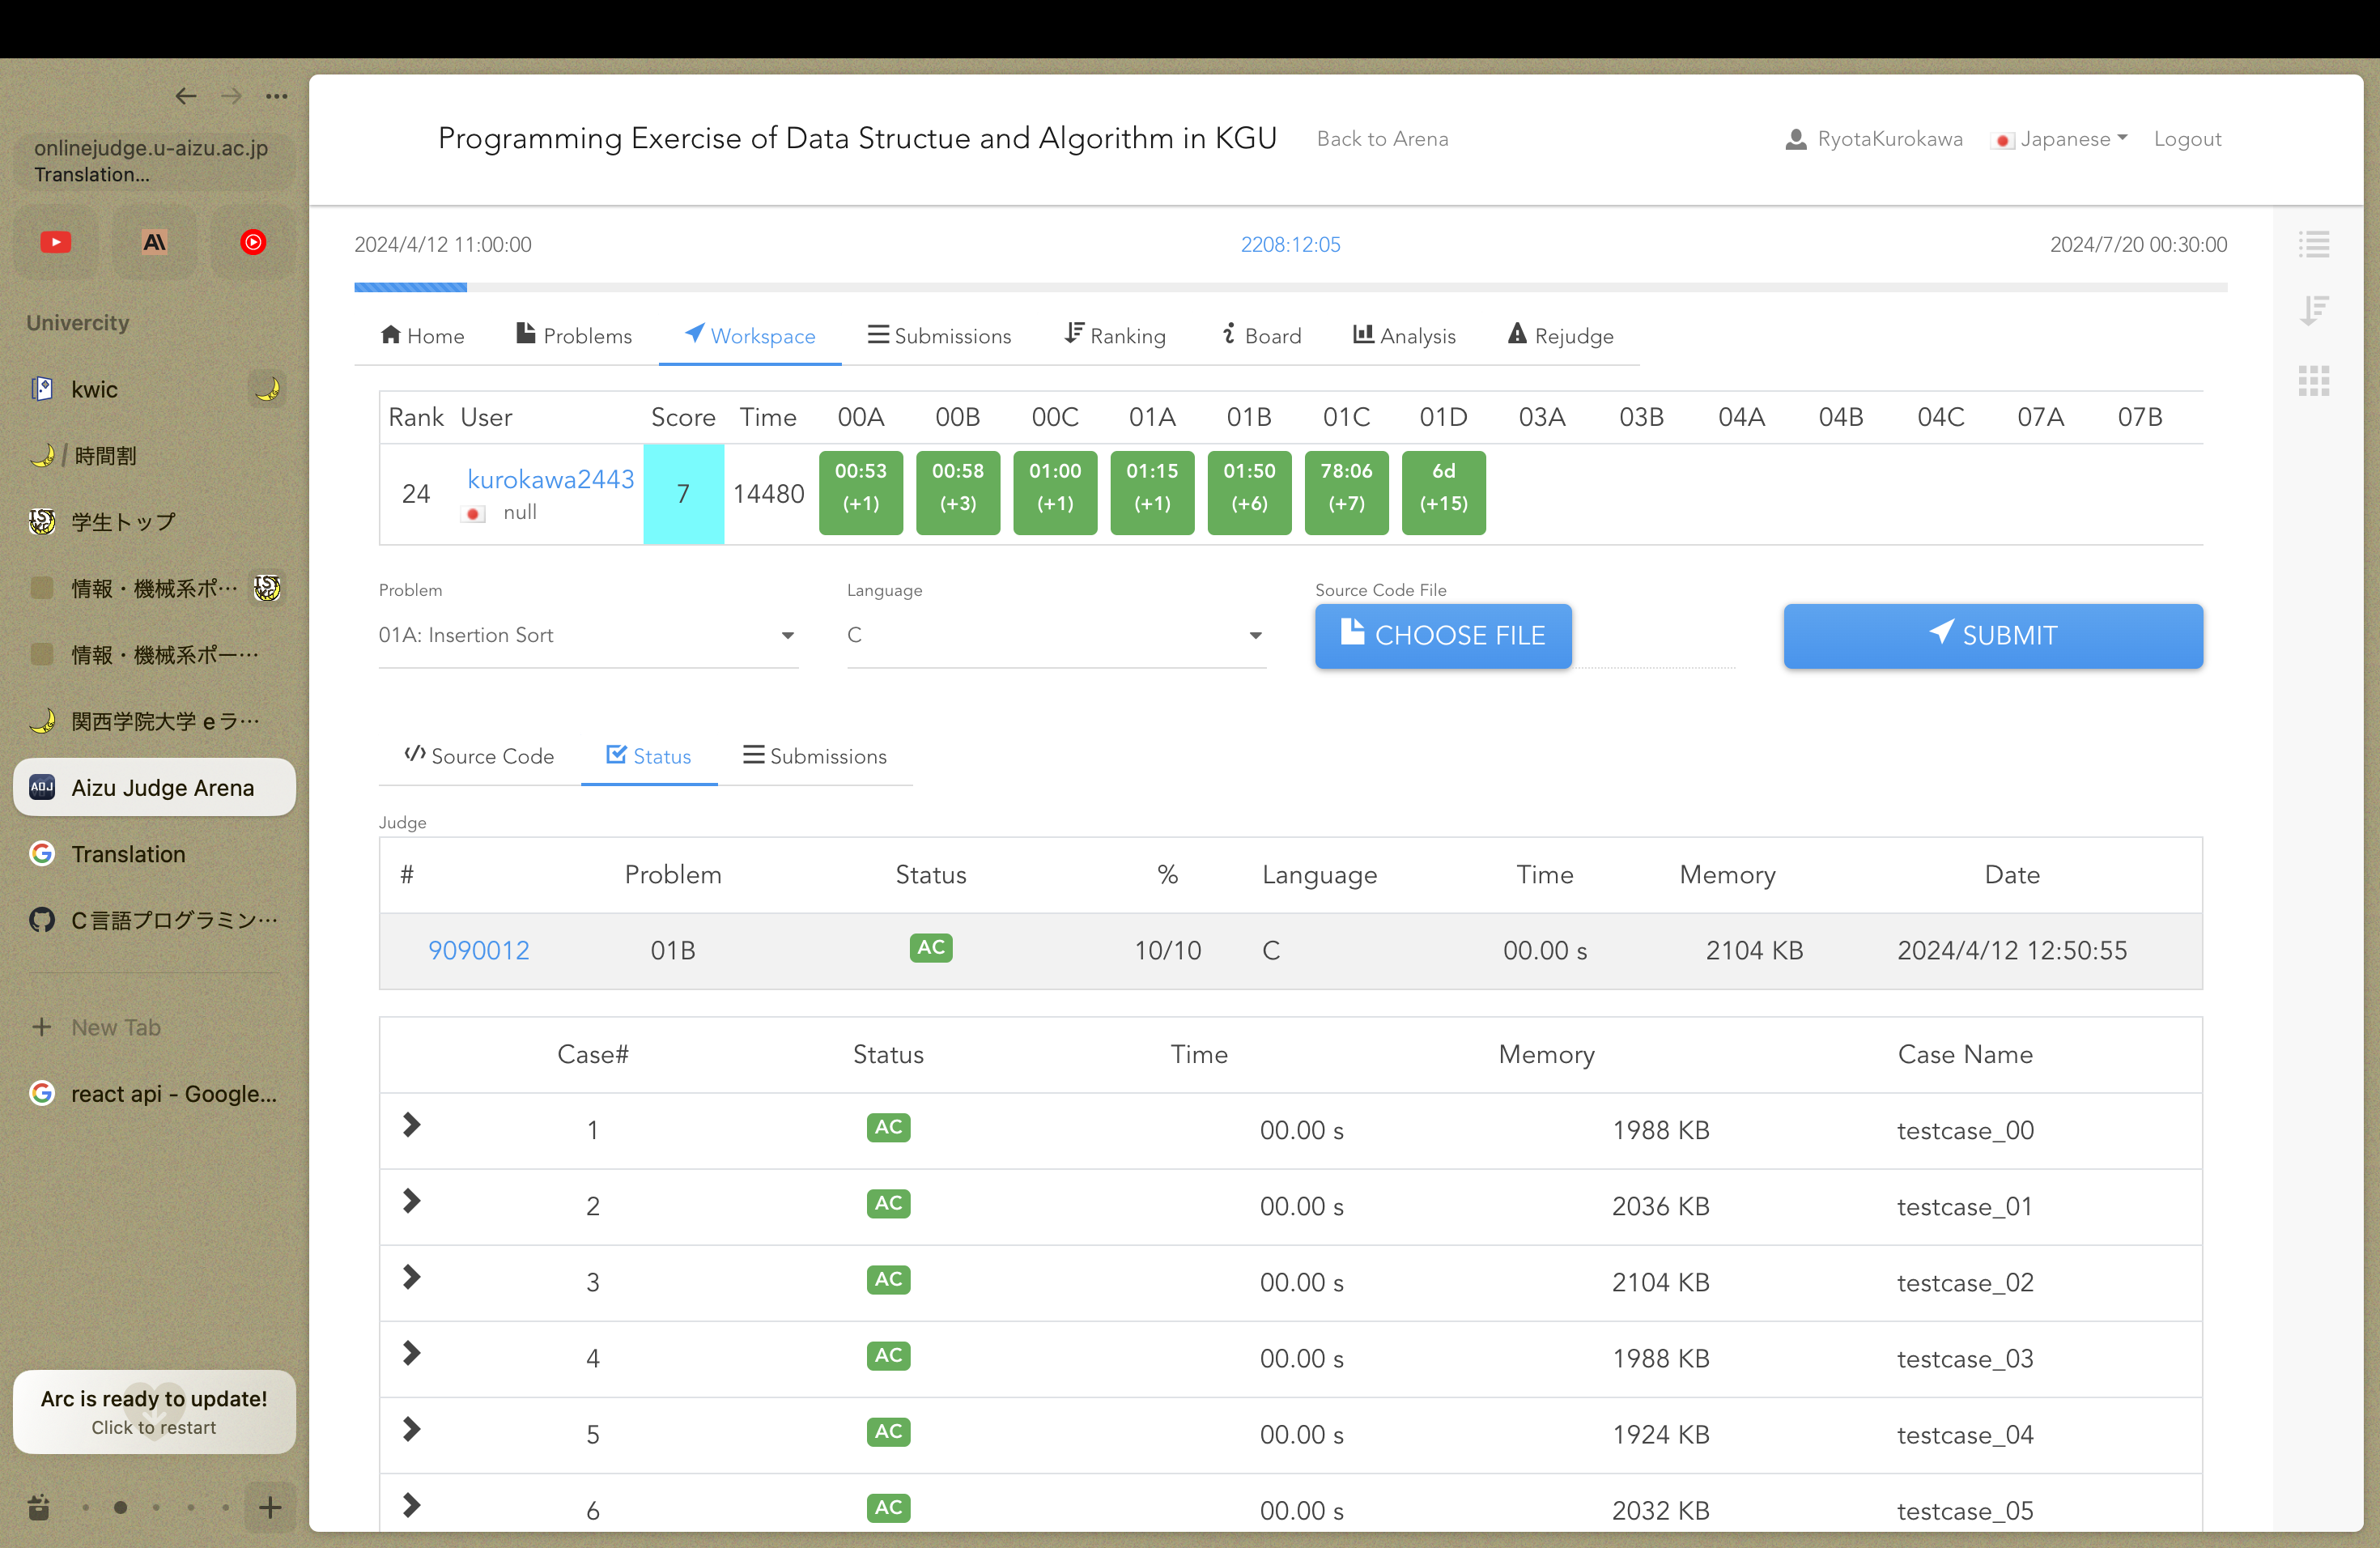 onlinejudge.u-aizu.ac.jp
Translation...
Univercity
kwic
/ 時間割
学生トップ
情報・機械系ポ…
情報・機械系ポー…
関西学院大学 e ラ…
Aizu Judge Arena
Translation
C 言語プログラミン…
New Tab
react api - Google...
Arc is ready to update!
Click to restart
Programming Exercise of Data Structue and Algorithm in KGU Back to Arena RyotaKurokawa Japanese Logout
2024/4/12 11:00:00 2208:12:05 2024/7/20 00:30:00
Home Problems Workspace Submissions Ranking Board Analysis Rejudge
Rank User Score Time 00A 00B 00C 01A 01B 01C 01D 03A 03B 04A 04B 04C 07A 07B
24 kurokawa2443 null 7 14480 00:53 (+1) 00:58 (+3) 01:00 (+1) 01:15 (+1) 01:50 (+6) 78:06 (+7) 6d (+15)
Problem Language Source Code File
01A: Insertion Sort C CHOOSE FILE SUBMIT
Source Code Status Submissions
Judge
# Problem Status % Language Time Memory Date
9090012 01B AC 10/10 C 00.00 s 2104 KB 2024/4/12 12:50:55
Case# Status Time Memory Case Name
1 AC 00.00 s 1988 KB testcase_00
2 AC 00.00 s 2036 KB testcase_01
3 AC 00.00 s 2104 KB testcase_02
4 AC 00.00 s 1988 KB testcase_03
5 AC 00.00 s 1924 KB testcase_04
6 AC 00.00 s 2032 KB testcase_05